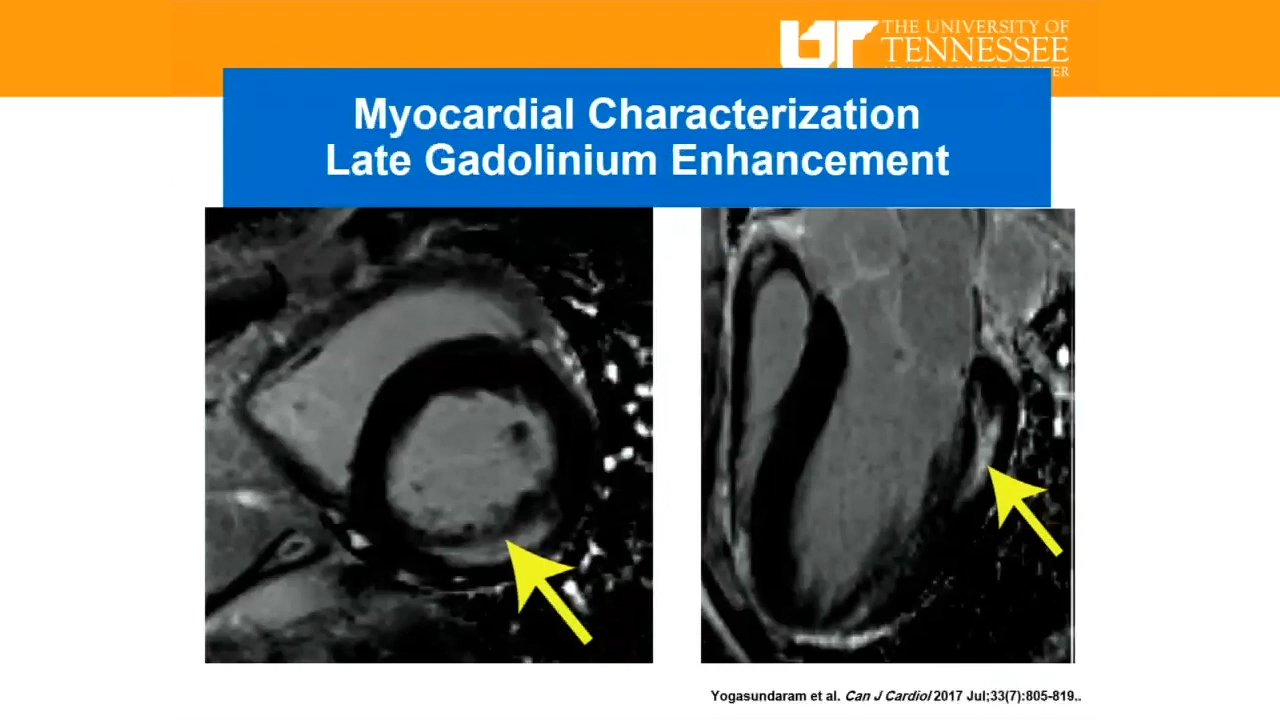 THE UNIVERSITY OF
TENNESSEE
Myocardial Characterization
Late Gadolinium Enhancement
Yogasundaram et al. Can J Cardiol 2017 Jul;33(7):805-819..